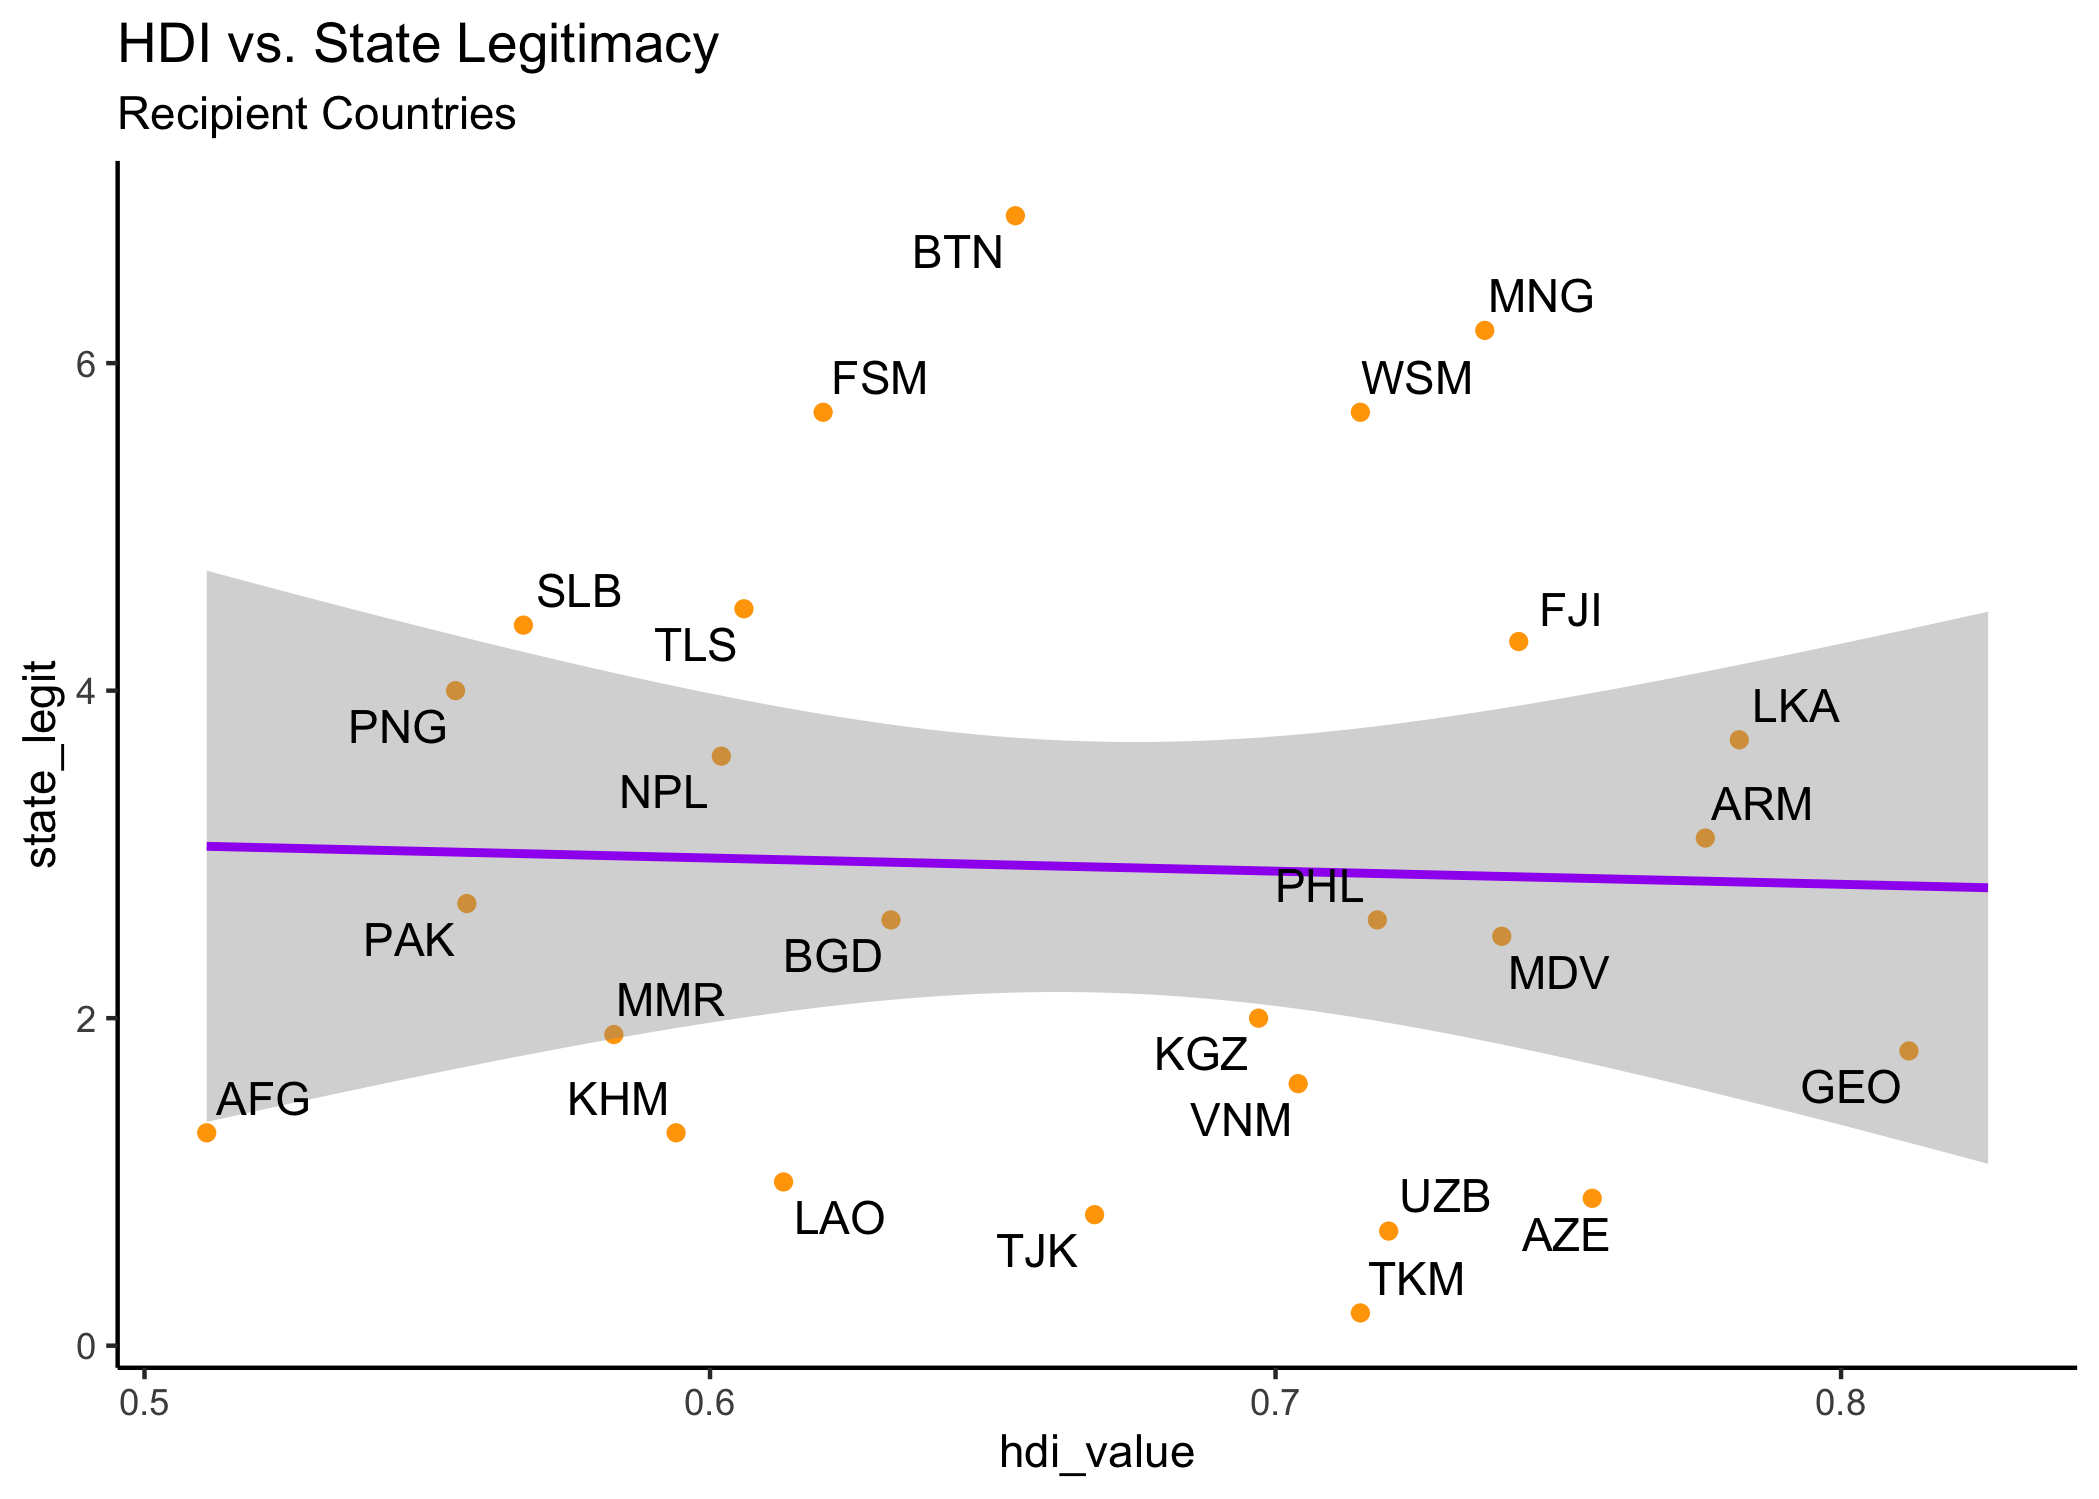 HDI vs. State Legitimacy
Recipient Countries
state_legit
6
4
2
0
BTN
MNG
FSM
WSM
SLB
TLS
FJI
PNG
LKA
NPL
ARM
PHL
PAK
BGD
MDV
MMR
KGZ
GEO
AFG
KHM
VNM
LAO
UZB
TJK
AZE
TKM
0.5
0.6
0.7
0.8
hdi_value